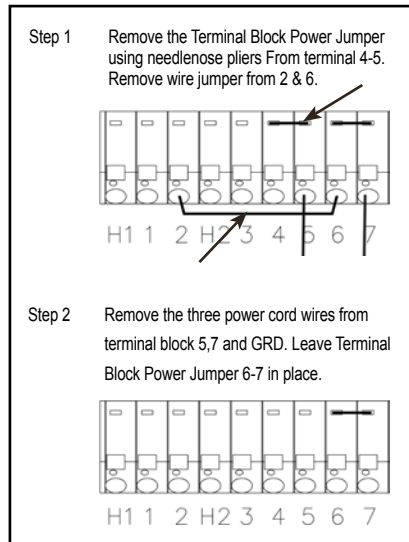 Step 1 Remove the Terminal Block Power Jumper
using needlenose pliers From terminal 4-5.
Remove wire jumper from 2 & 6.
H1 1 2 H2 3 4 5 6 7
Step 2 Remove the three power cord wires from
terminal block 5,7 and GRD. Leave Terminal
Block Power Jumper 6-7 in place.
H1 1 2 H2 3 4 5 6 7